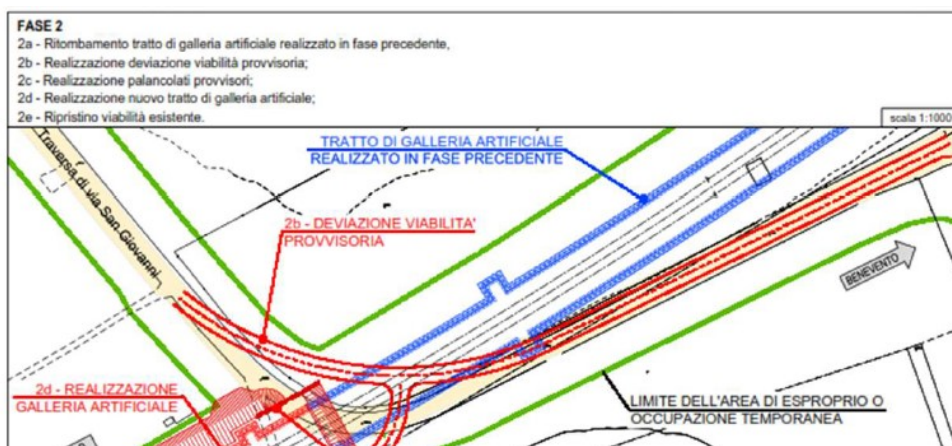 FASE 2
2a - Ritombamento tratto di galleria artificiale realizzato in fase precedente,
2b - Realizzazione deviazione viabilità provvisoria;
2c - Realizzazione palancolati provvisori;
2d - Realizzazione nuovo tratto di galleria artificiale;
2e - Ripristino viabilità esistente.
scala 1:1000
TRATTO DI GALLERIA ARTIFICIALE
REALIZZATO IN FASE PRECEDENTE
Traversa di via San Giovanni
2b - DEVIAZIONE VIABILITA'
PROVVISORIA
BENEVENTO
2d - REALIZZAZIONE
GALLERIA ARTIFICIALE
LIMITE DELL'AREA DI ESPROPRIO O
OCCUPAZIONE TEMPORANEA